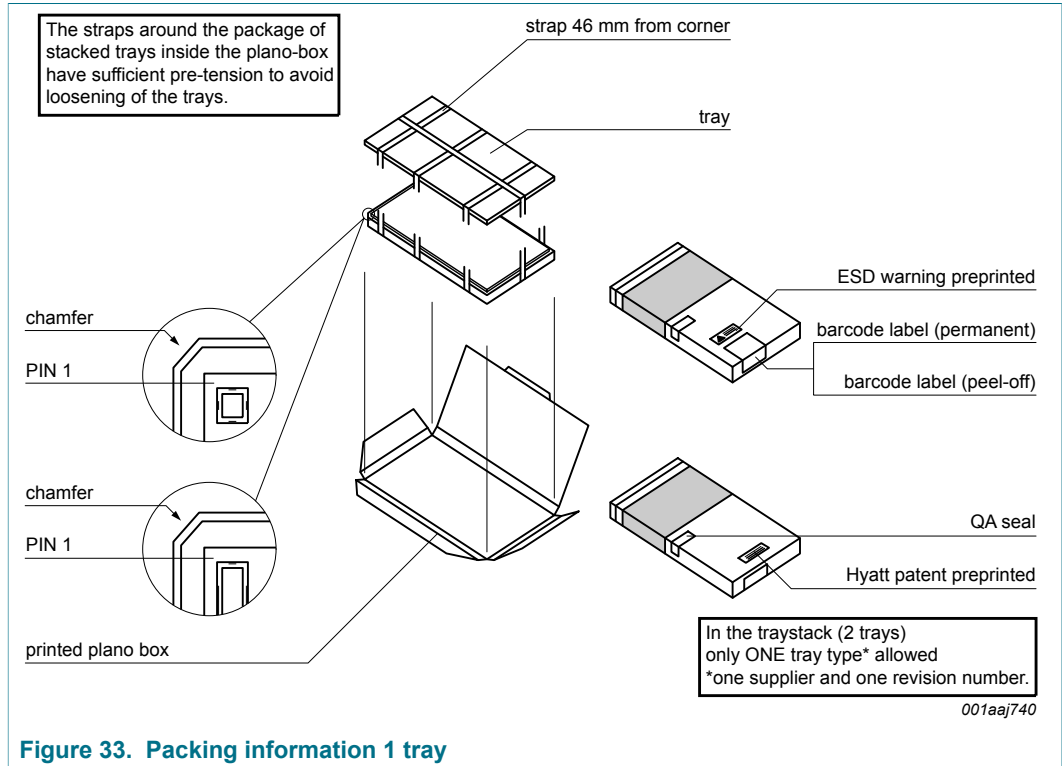 The straps around the package of
stacked trays inside the plano-box
have sufficient pre-tension to avoid
loosening of the trays.
strap 46 mm from corner
tray
ESD warning preprinted
chamfer
barcode label (permanent)
PIN 1
barcode label (peel-off)
chamfer
PIN 1
QA seal
Hyatt patent preprinted
printed plano box
In the traystack (2 trays)
only ONE tray type* allowed
*one supplier and one revision number.
001aaj740
Figure 33. Packing information 1 tray